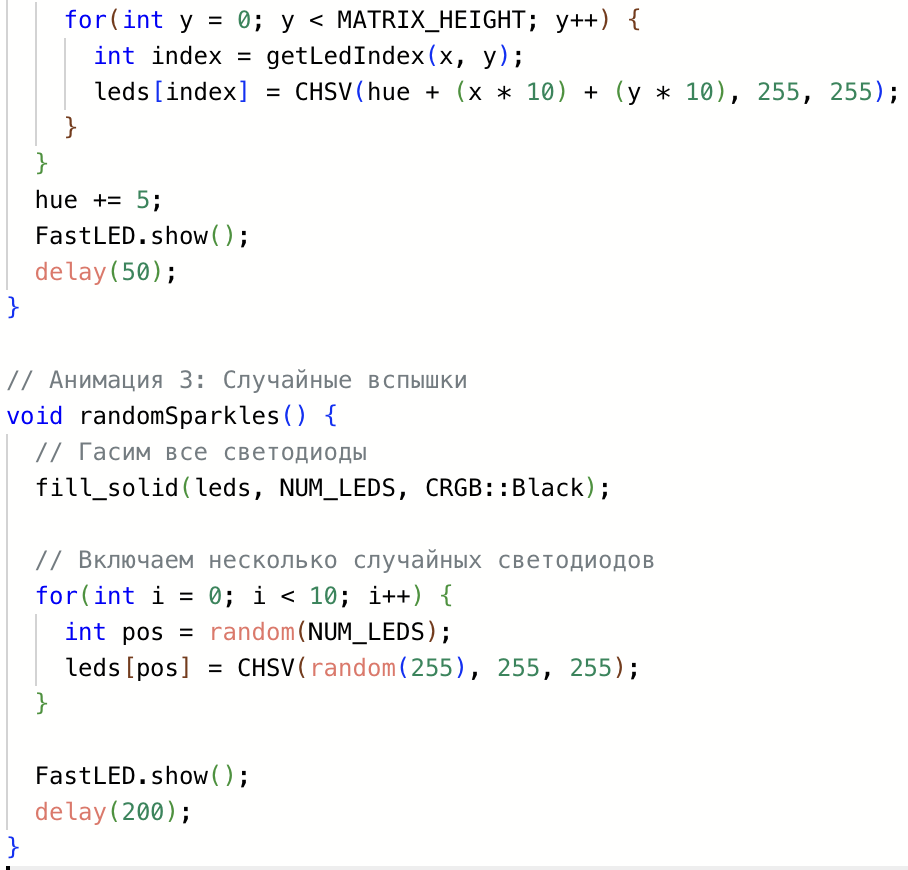 for(int y = 0; y < MATRIX_HEIGHT; y++) {
int index = getLedIndex(x, y);
leds[index] = CHSV(hue + (x * 10) + (y * 10), 255, 255);
}
}
hue += 5;
FastLED.show();
delay(50);
}
// Анимация 3: Случайные вспышки
void randomSparkles() {
// Гасим все светодиоды
fill_solid(leds, NUM_LEDS, CRGB::Black);
// Включаем несколько случайных светодиодов
for(int i = 0; i < 10; i++) {
int pos = random(NUM_LEDS);
leds[pos] = CHSV(random(255), 255, 255);
}
FastLED.show();
delay(200);
}